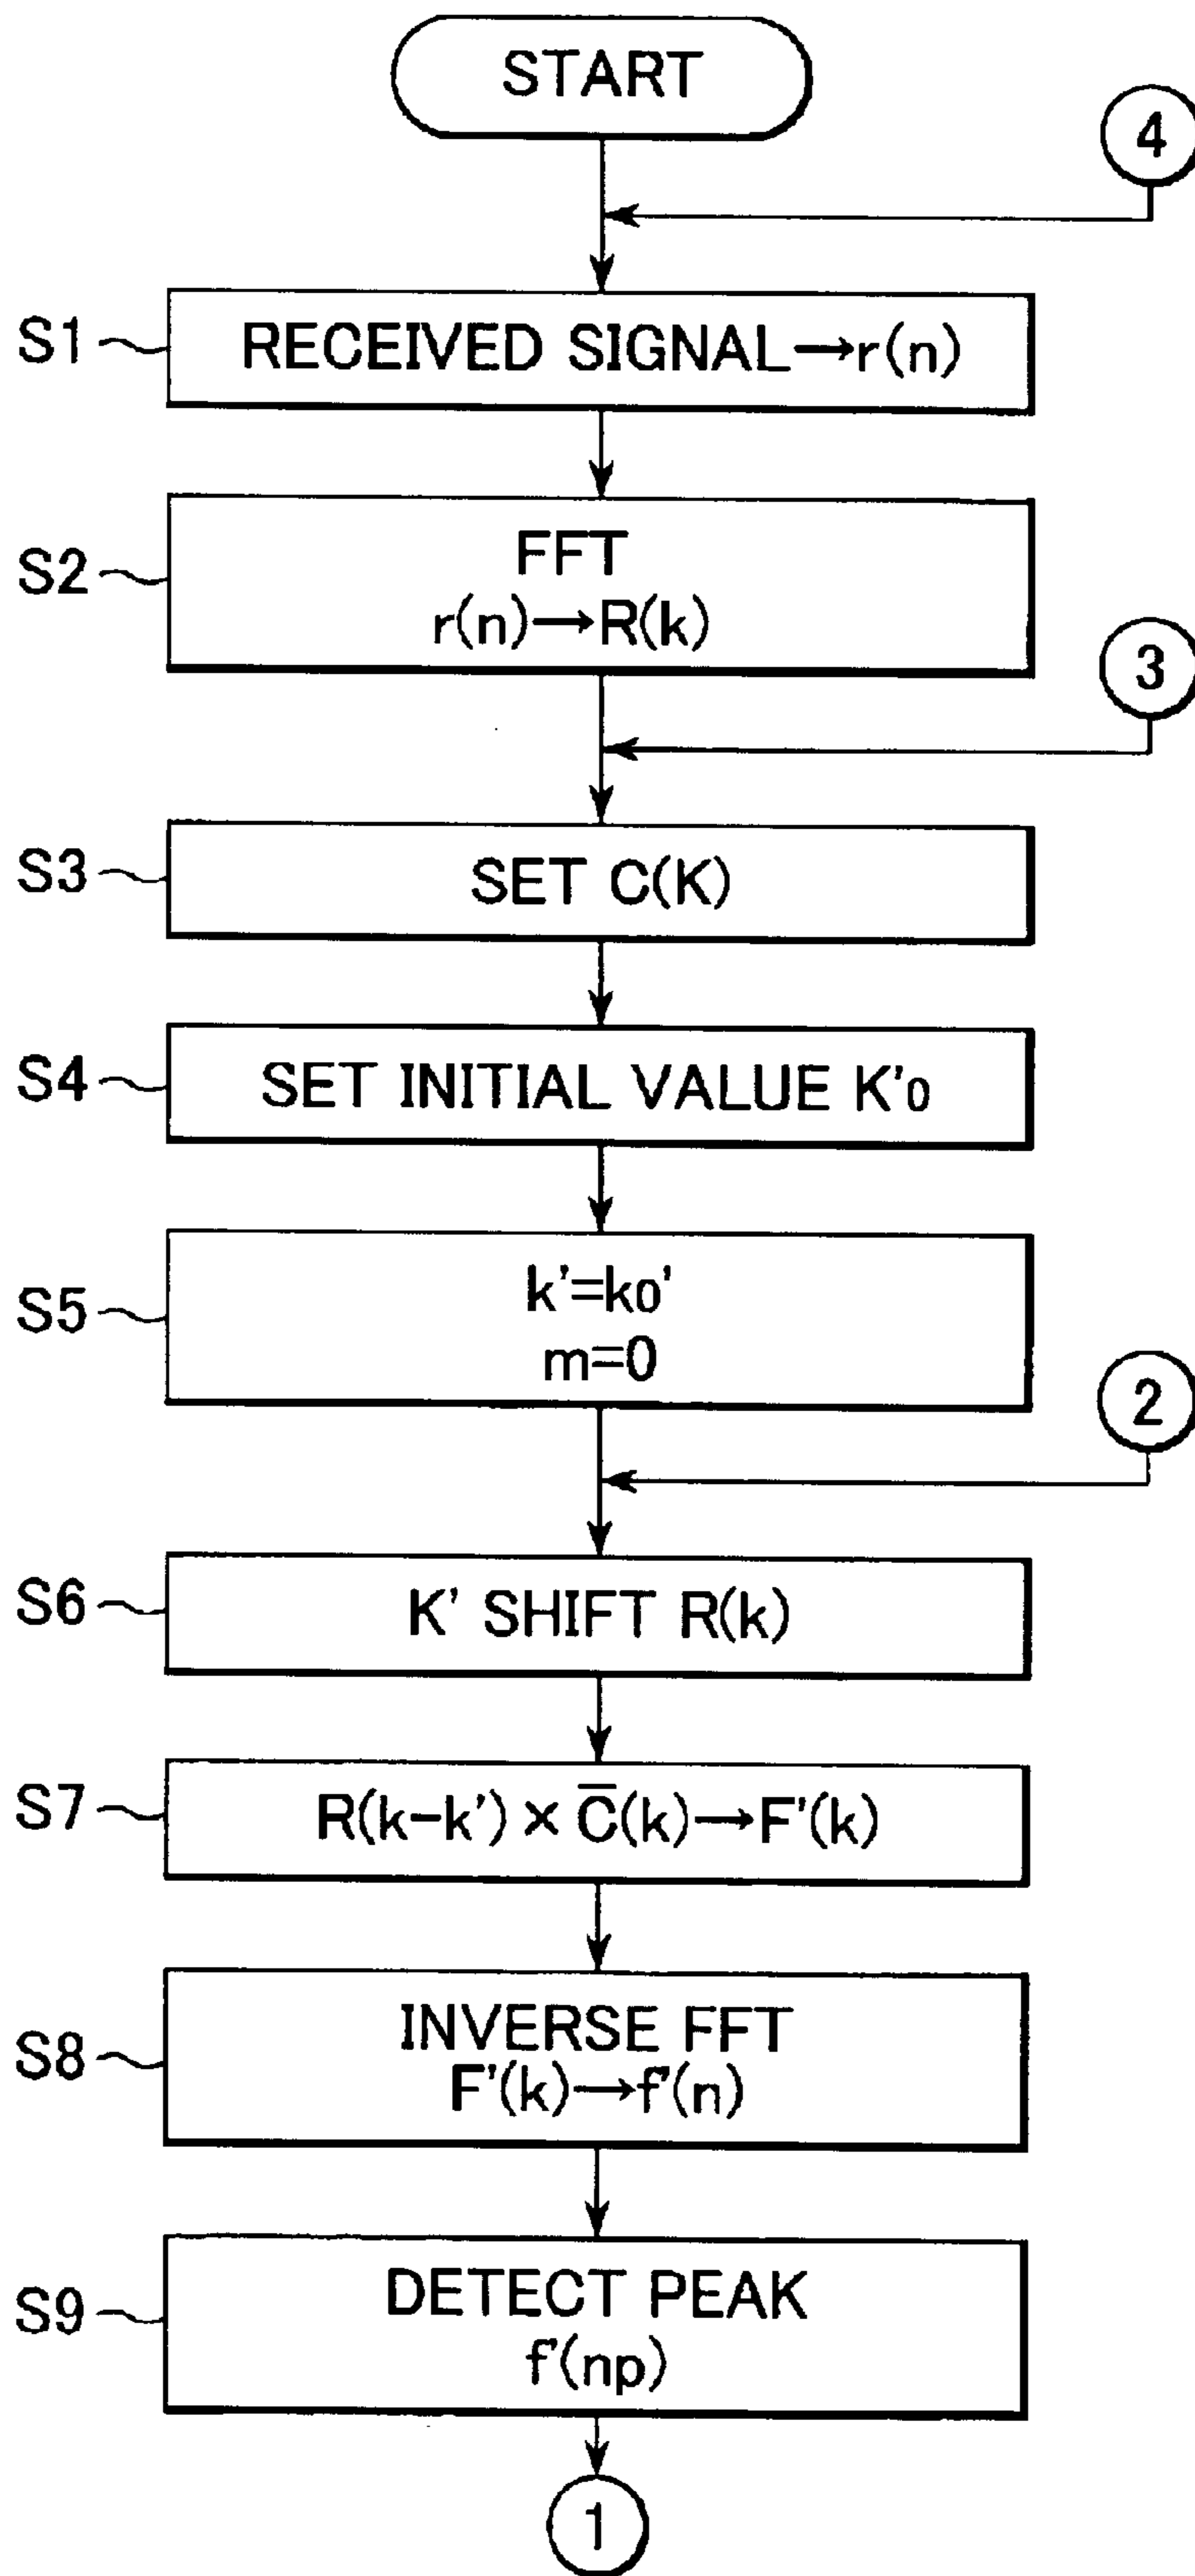 START
4
S1
RECEIVED SIGNAL→r(n)
S2
FFT
r(n)→R(k)
3
S3
SET C(K)
S4
SET INITIAL VALUE K'0
S5
k'=k0'
m=0
2
S6
K' SHIFT R(k)
S7
R(k-k') × C̅(k)→F'(k)
S8
INVERSE FFT
F'(k)→f'(n)
S9
DETECT PEAK
f'(np)
1